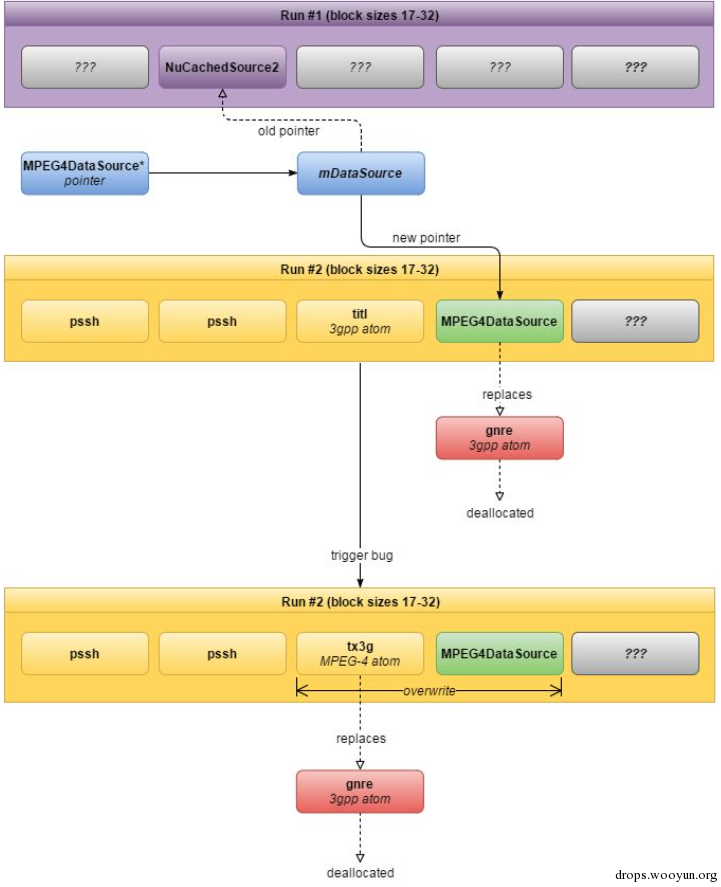 Run #1 (block sizes 17-32)
???
NuCachedSource2
???
???
???
old pointer
MPEG4DataSource*
pointer
mDataSource
new pointer
Run #2 (block sizes 17-32)
pssh
pssh
titl
3gpp atom
MPEG4DataSource
???
replaces
gnre
3gpp atom
deallocated
trigger bug
Run #2 (block sizes 17-32)
pssh
pssh
tx3g
MPEG-4 atom
MPEG4DataSource
???
overwrite
replaces
gnre
3gpp atom
deallocated
drops.wooyun.org